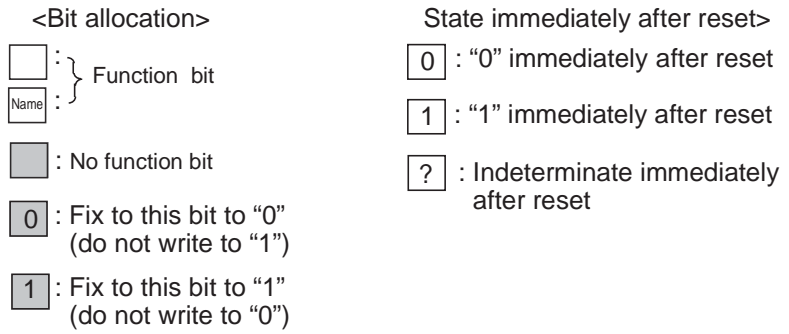 <Bit allocation>
:
: Function bit
Name :
: No function bit
0 : Fix to this bit to “0”
(do not write to “1”)
1 : Fix to this bit to “1”
(do not write to “0”)
State immediately after reset>
0 : “0” immediately after reset
1 : “1” immediately after reset
? : Indeterminate immediately
after reset